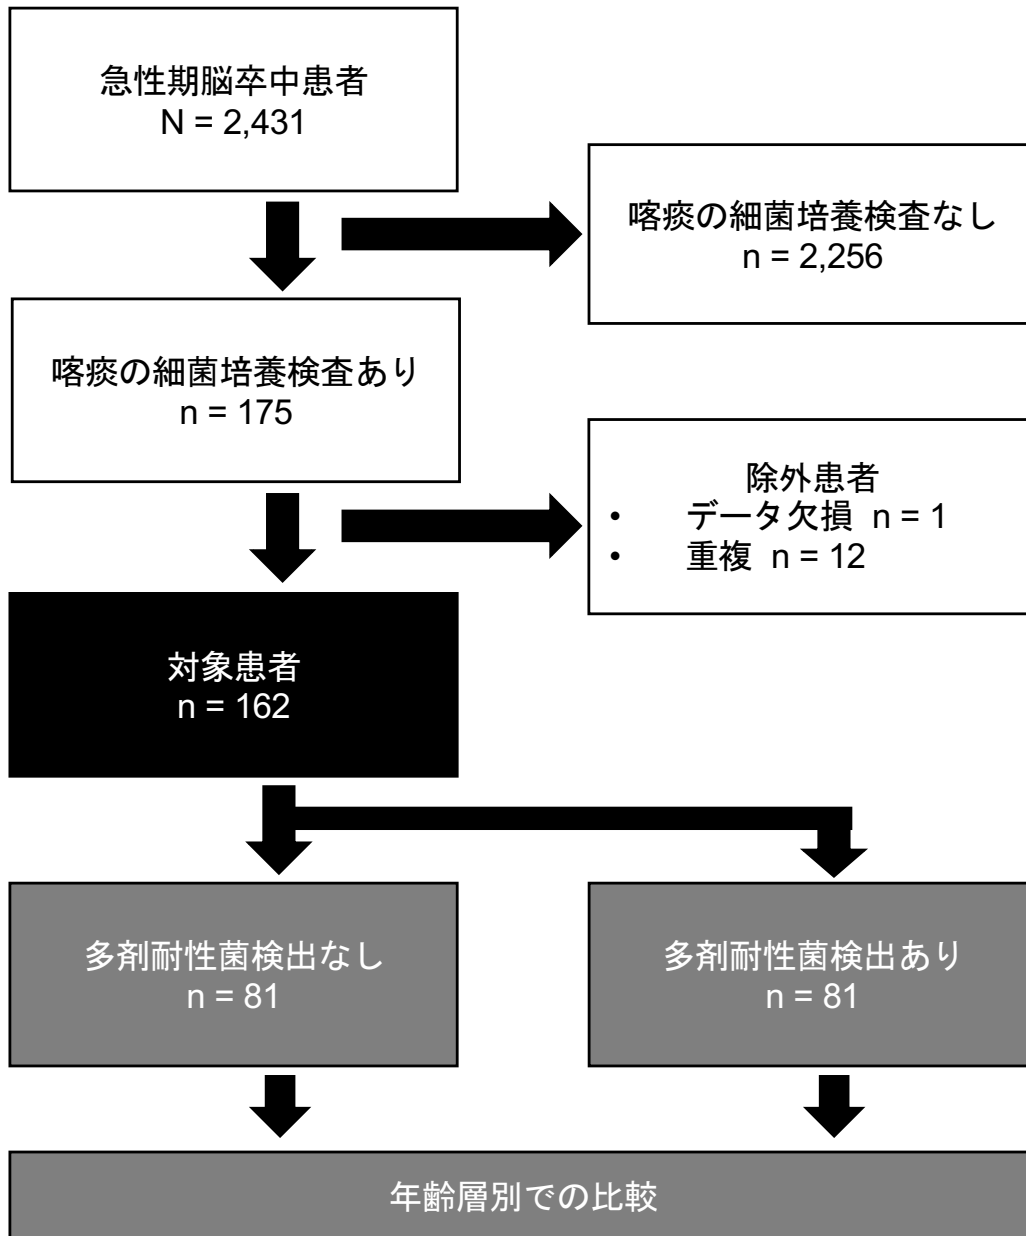 急性期脳卒中患者
N = 2,431
喀痰の細菌培養検査なし
n = 2,256
喀痰の細菌培養検査あり
n = 175
除外患者
• データ欠損 n = 1
• 重複 n = 12
対象患者
n = 162
多剤耐性菌検出なし
n = 81
多剤耐性菌検出あり
n = 81
年齢層別での比較